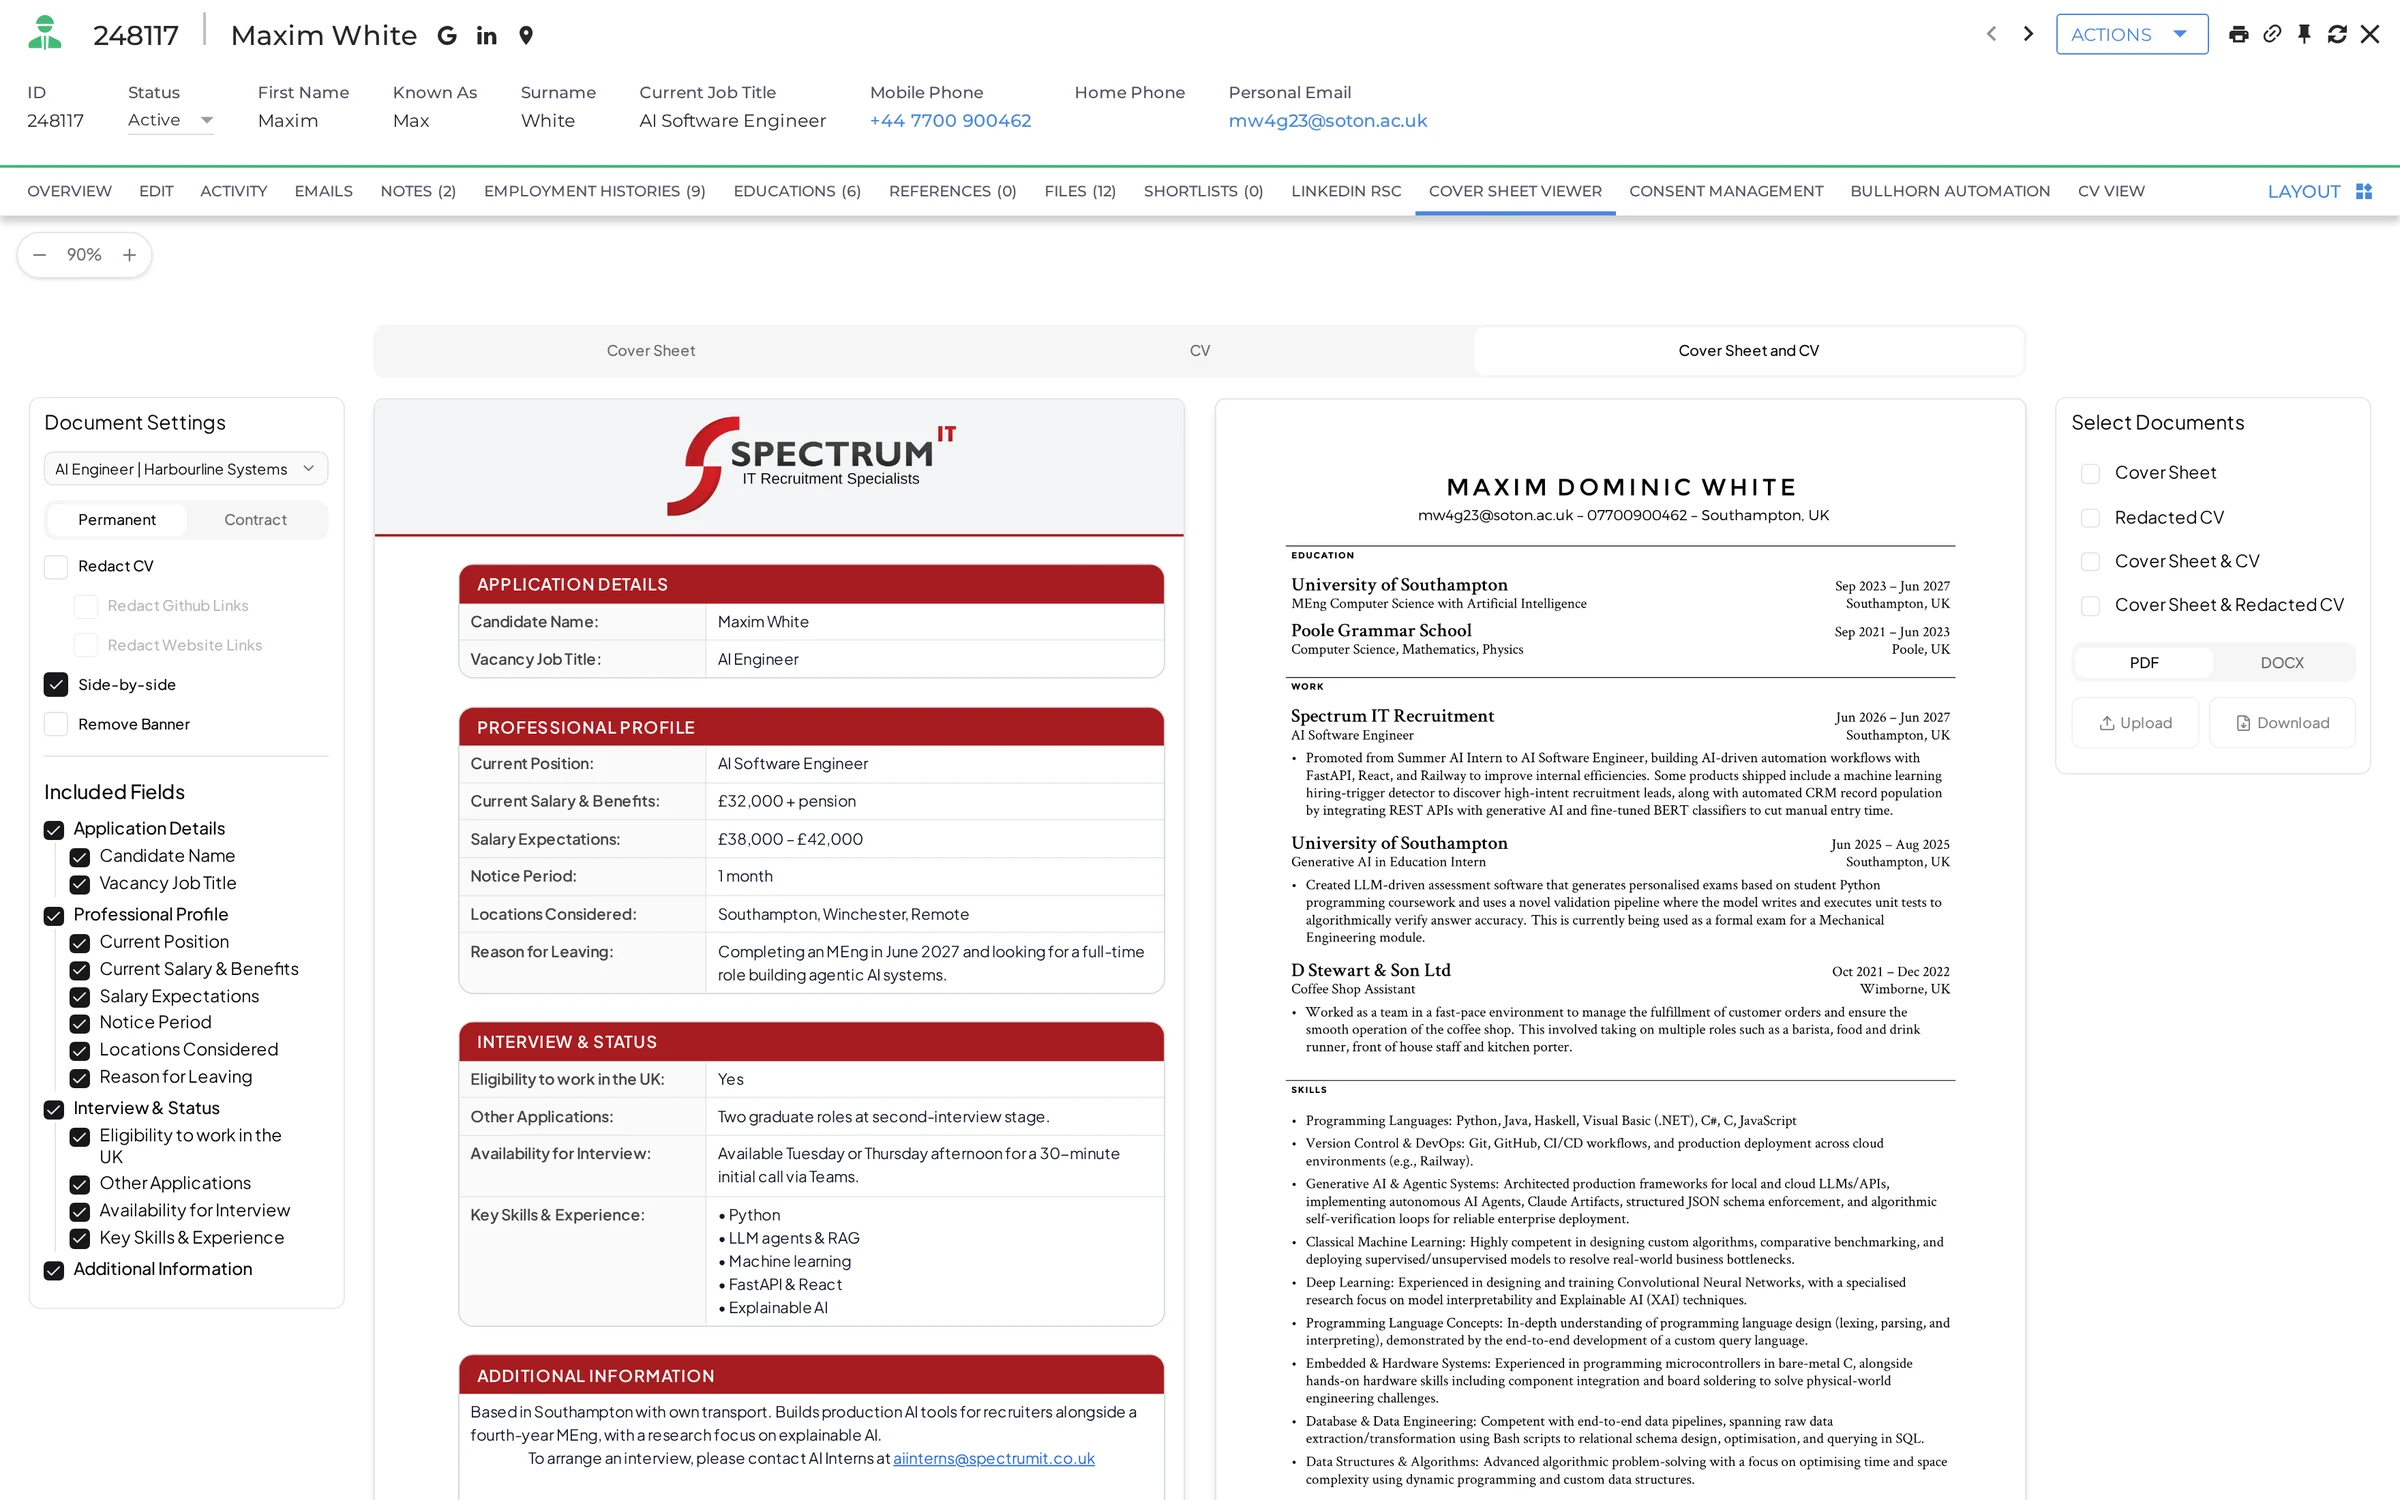 248117 Maxim White
ACTIONS
ID Status First Name Known As Surname Current Job Title Mobile Phone Home Phone Personal Email
248117 Active Maxim Max White AI Software Engineer +44 7700 900462 mw4g23@soton.ac.uk
OVERVIEW EDIT ACTIVITY EMAILS NOTES (2) EMPLOYMENT HISTORIES (9) EDUCATIONS (6) REFERENCES (0) FILES (12) SHORTLISTS (0) LINKEDIN RSC COVER SHEET VIEWER CONSENT MANAGEMENT BULLHORN AUTOMATION CV VIEW LAYOUT
90%
Cover Sheet CV Cover Sheet and CV
Document Settings
AI Engineer | Harbourline Systems
Permanent Contract
Redact CV
Redact Github Links
Redact Website Links
Side-by-side
Remove Banner
Included Fields
Application Details
Candidate Name
Vacancy Job Title
Professional Profile
Current Position
Current Salary & Benefits
Salary Expectations
Notice Period
Locations Considered
Reason for Leaving
Interview & Status
Eligibility to work in the
UK
Other Applications
Availability for Interview
Key Skills & Experience
Additional Information
SPECTRUM IT
IT Recruitment Specialists
APPLICATION DETAILS
Candidate Name: Maxim White
Vacancy Job Title: AI Engineer
PROFESSIONAL PROFILE
Current Position: AI Software Engineer
Current Salary & Benefits: £32,000 + pension
Salary Expectations: £38,000 – £42,000
Notice Period: 1 month
Locations Considered: Southampton, Winchester, Remote
Reason for Leaving: Completing an MEng in June 2027 and looking for a full-time
role building agentic AI systems.
INTERVIEW & STATUS
Eligibility to work in the UK: Yes
Other Applications: Two graduate roles at second-interview stage.
Availability for Interview: Available Tuesday or Thursday afternoon for a 30-minute
initial call via Teams.
Key Skills & Experience: • Python
• LLM agents & RAG
• Machine learning
• FastAPI & React
• Explainable AI
ADDITIONAL INFORMATION
Based in Southampton with own transport. Builds production AI tools for recruiters alongside a
fourth-year MEng, with a research focus on explainable AI.
To arrange an interview, please contact AI Interns at aiinterns@spectrumit.co.uk
MAXIM DOMINIC WHITE
mw4g23@soton.ac.uk – 07700900462 – Southampton, UK
EDUCATION
University of Southampton Sep 2023 – Jun 2027
MEng Computer Science with Artificial Intelligence Southampton, UK
Poole Grammar School Sep 2021 – Jun 2023
Computer Science, Mathematics, Physics Poole, UK
WORK
Spectrum IT Recruitment Jun 2026 – Jun 2027
AI Software Engineer Southampton, UK
• Promoted from Summer AI Intern to AI Software Engineer, building AI-driven automation workflows with
FastAPI, React, and Railway to improve internal efficiencies. Some products shipped include a machine learning
hiring-trigger detector to discover high-intent recruitment leads, along with automated CRM record population
by integrating REST APIs with generative AI and fine-tuned BERT classifiers to cut manual entry time.
University of Southampton Jun 2025 – Aug 2025
Generative AI in Education Intern Southampton, UK
• Created LLM-driven assessment software that generates personalised exams based on student Python
programming coursework and uses a novel validation pipeline where the model writes and executes unit tests to
algorithmically verify answer accuracy. This is currently being used as a formal exam for a Mechanical
Engineering module.
D Stewart & Son Ltd Oct 2021 – Dec 2022
Coffee Shop Assistant Wimborne, UK
• Worked as a team in a fast-pace environment to manage the fulfillment of customer orders and ensure the
smooth operation of the coffee shop. This involved taking on multiple roles such as a barista, food and drink
runner, front of house staff and kitchen porter.
SKILLS
• Programming Languages: Python, Java, Haskell, Visual Basic (.NET), C#, C, JavaScript
• Version Control & DevOps: Git, GitHub, CI/CD workflows, and production deployment across cloud
environments (e.g., Railway).
• Generative AI & Agentic Systems: Architected production frameworks for local and cloud LLMs/APIs,
implementing autonomous AI Agents, Claude Artifacts, structured JSON schema enforcement, and algorithmic
self-verification loops for reliable enterprise deployment.
• Classical Machine Learning: Highly competent in designing custom algorithms, comparative benchmarking, and
deploying supervised/unsupervised models to resolve real-world business bottlenecks.
• Deep Learning: Experienced in designing and training Convolutional Neural Networks, with a specialised
research focus on model interpretability and Explainable AI (XAI) techniques.
• Programming Language Concepts: In-depth understanding of programming language design (lexing, parsing, and
interpreting), demonstrated by the end-to-end development of a custom query language.
• Embedded & Hardware Systems: Experienced in programming microcontrollers in bare-metal C, alongside
hands-on hardware skills including component integration and board soldering to solve physical-world
engineering challenges.
• Database & Data Engineering: Competent with end-to-end data pipelines, spanning raw data
extraction/transformation using Bash scripts to relational schema design, optimisation, and querying in SQL.
• Data Structures & Algorithms: Advanced algorithmic problem-solving with a focus on optimising time and space
complexity using dynamic programming and custom data structures.
Select Documents
Cover Sheet
Redacted CV
Cover Sheet & CV
Cover Sheet & Redacted CV
PDF DOCX
Upload Download